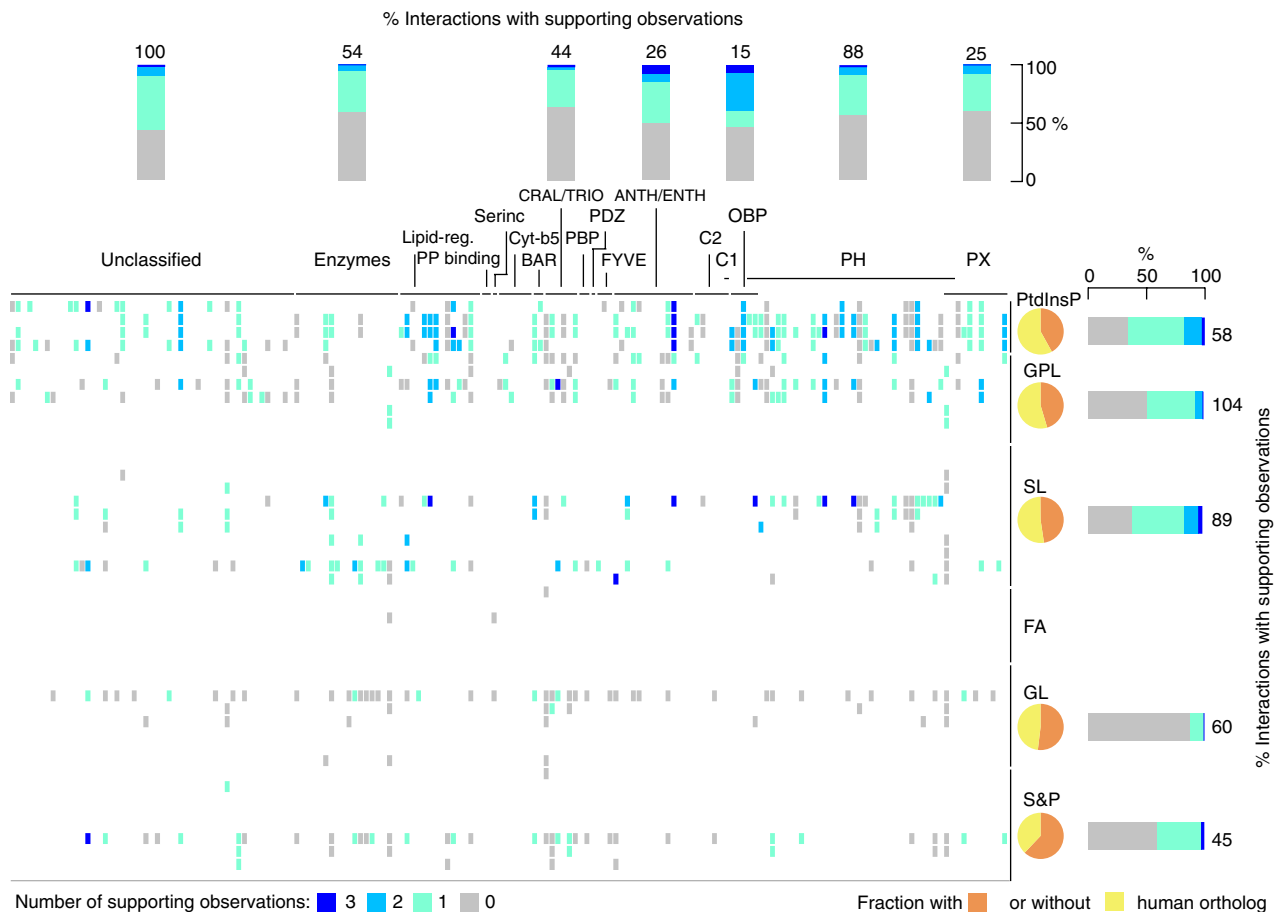 % Interactions with supporting observations
100 54 44 26 15 88 25
100
50 %
0
CRAL/TRIO ANTH/ENTH
Serinc PDZ OBP
Lipid-reg. Cyt-b5 PBP C2
Unclassified Enzymes PP binding BAR FYVE C1 PH PX
%
0 50 100
PtdInsP
58
GPL
104
SL
89
FA
GL
60
S&P
45
% Interactions with supporting observations
Number of supporting observations: 3 2 1 0
Fraction with or without human ortholog